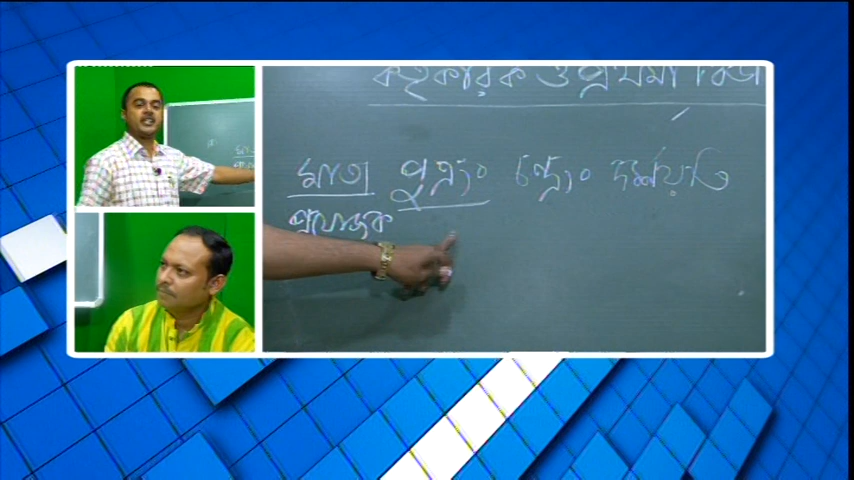 কর্তৃকারক ও প্রথমা
মাতা পুত্রং চন্দ্রং দর্শয়তি
প্রযোজক